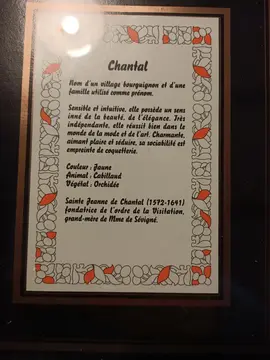 Chantal
Nom d'un village bourguignon et d'une
famille utilisé comme prénom.
Sensible et intuitive, elle possède un sens
inné de la beauté, de l'élégance. Très
indépendante, elle réussit bien dans le
monde de la mode et de l'art. Charmante,
aimant plaire et séduire, sa sociabilité est
empreinte de coquetterie.
Couleur : Jaune
Animal : Cabillaud
Végétal : Orchidée
Sainte Jeanne de Chantal (1572-1641)
fondatrice de l'ordre de la Visitation,
grand-mère de Mme de Sévigné.